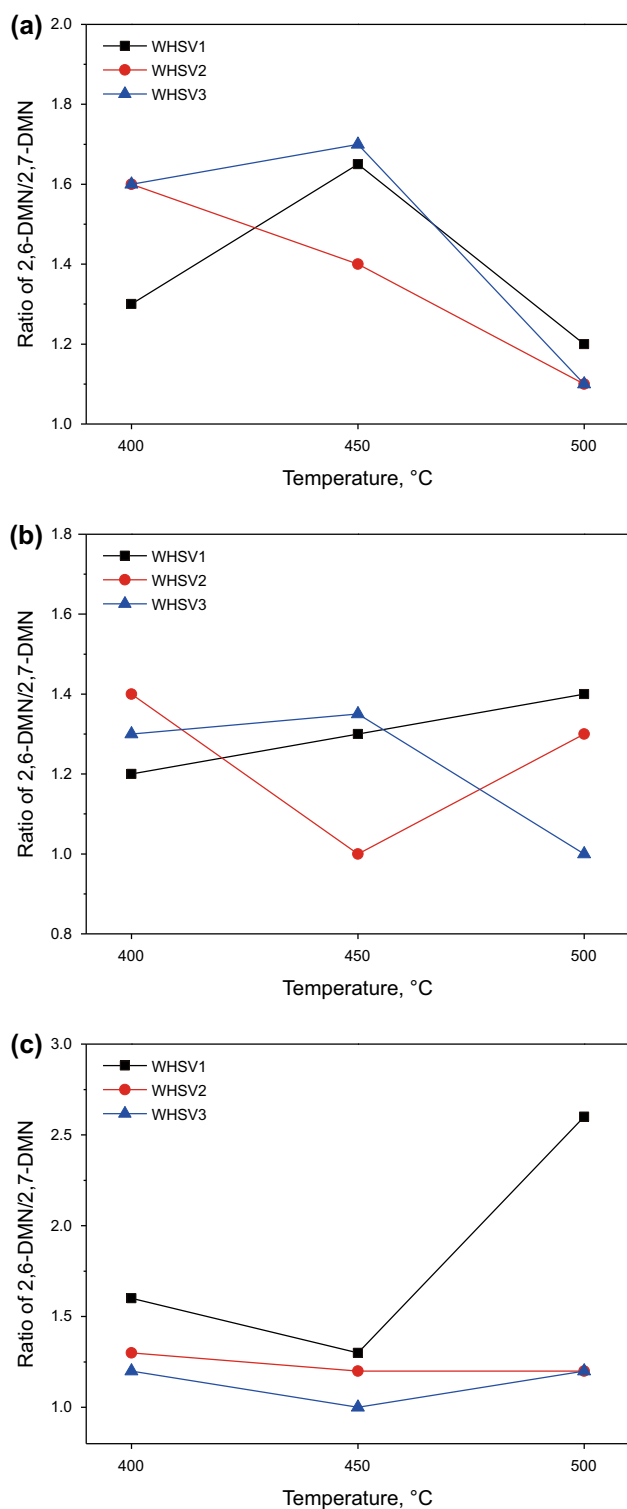 (a)
2.0
WHSV1
WHSV2
WHSV3
1.8
1.6
1.4
1.2
1.0
Ratio of 2,6-DMN/2,7-DMN
400
450
500
Temperature, °C
(b)
1.8
WHSV1
WHSV2
WHSV3
1.6
1.4
1.2
1.0
0.8
Ratio of 2,6-DMN/2,7-DMN
400
450
500
Temperature, °C
(c)
3.0
WHSV1
WHSV2
WHSV3
2.5
2.0
1.5
1.0
Ratio of 2,6-DMN/2,7-DMN
400
450
500
Temperature, °C